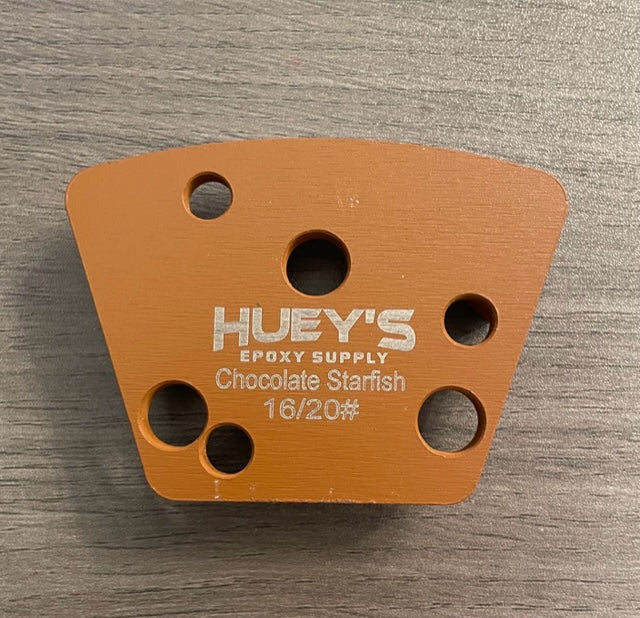 HUEY'S
EPOXY SUPPLY
Chocolate Starfish
16/20#